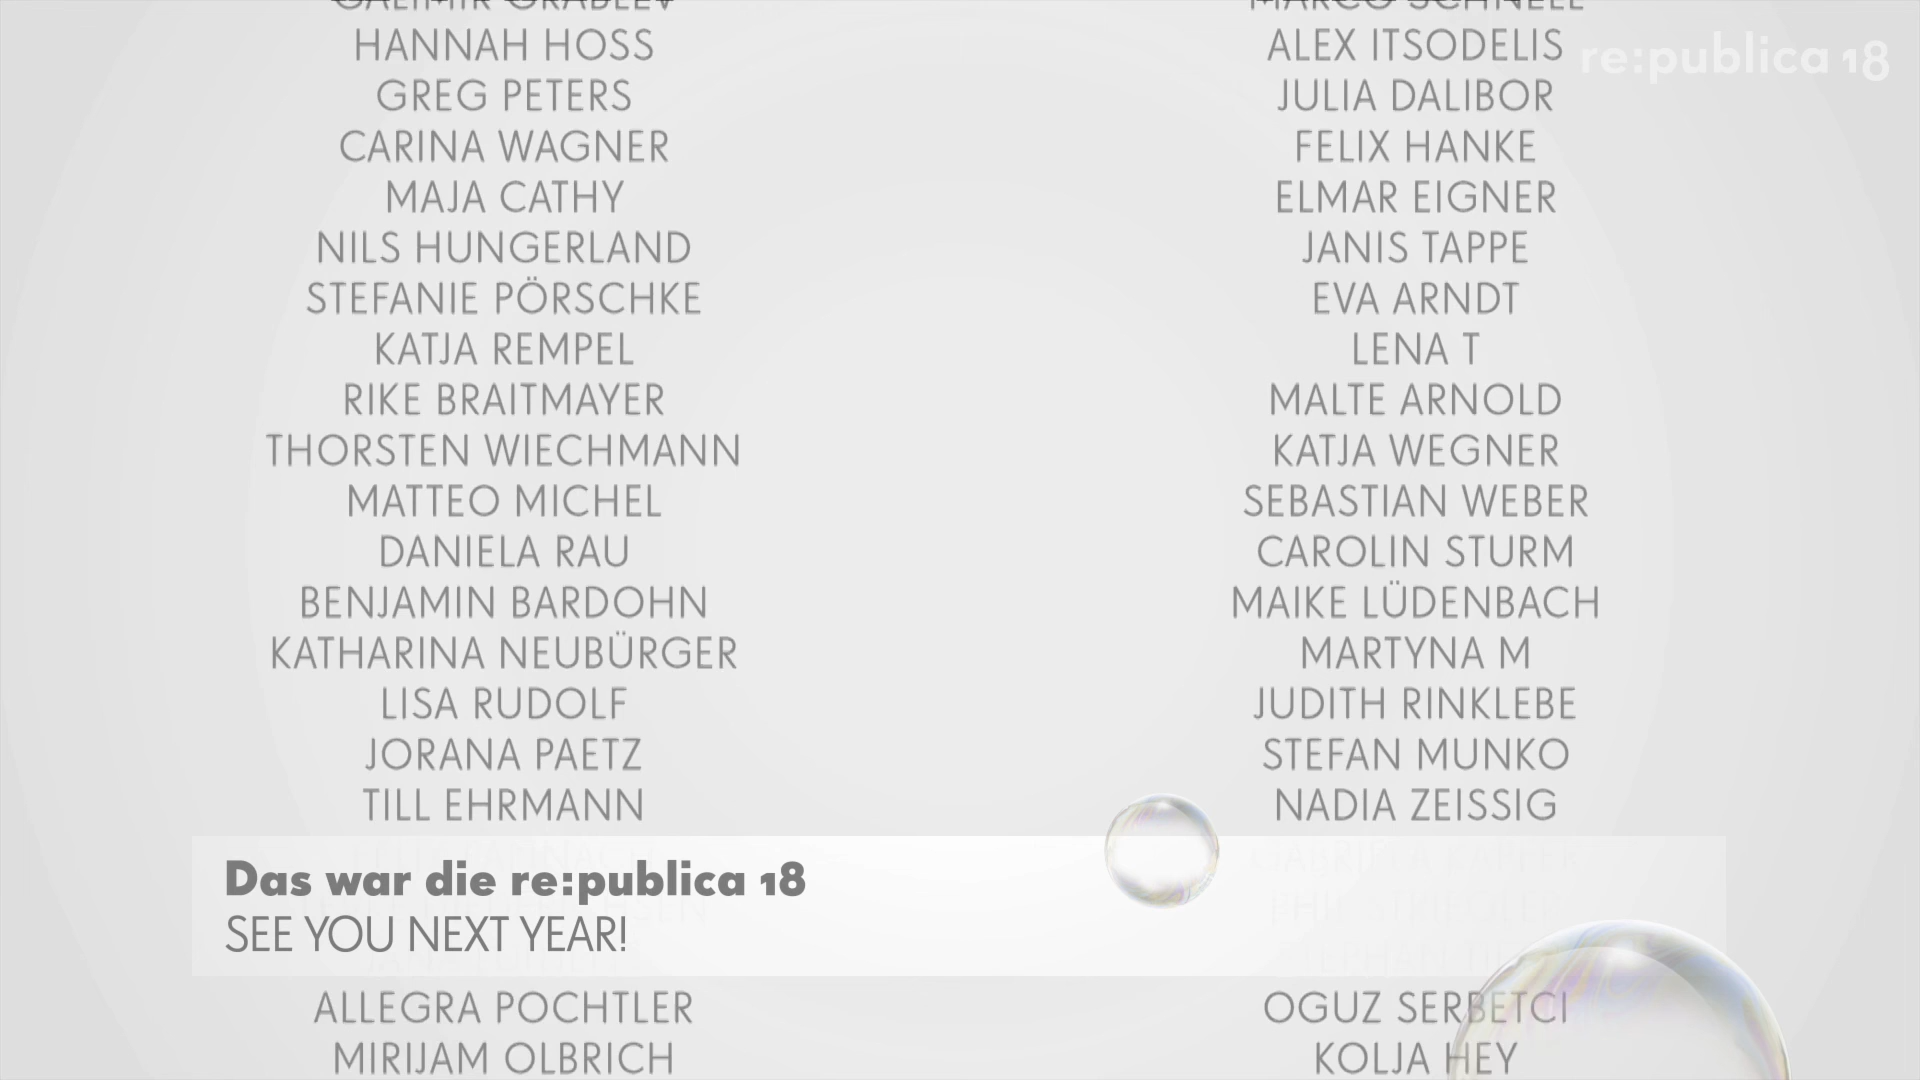 HANNAH HOSS
GREG PETERS
CARINA WAGNER
MAJA CATHY
NILS HUNGERLAND
STEFANIE PÖRSCHKE
KATJA REMPEL
RIKE BRAITMAYER
THORSTEN WIECHMANN
MATTEO MICHEL
DANIELA RAU
BENJAMIN BARDOHN
KATHARINA NEUBÜRGER
LISA RUDOLF
JORANA PAETZ
TILL EHRMANN
ALLEGRA POCHTLER
MIRIJAM OLBRICH
MARCO SCHNELL
ALEX ITSODELIS
JULIA DALIBOR
FELIX HANKE
ELMAR EIGNER
JANIS TAPPE
EVA ARNDT
LENA T
MALTE ARNOLD
KATJA WEGNER
SEBASTIAN WEBER
CAROLIN STURM
MAIKE LÜDENBACH
MARTYNA M
JUDITH RINKLEBE
STEFAN MUNKO
NADIA ZEISSIG
OGUZ SERBETCI
KOLJA HEY
re:publica 18
Das war die re:publica 18
SEE YOU NEXT YEAR!